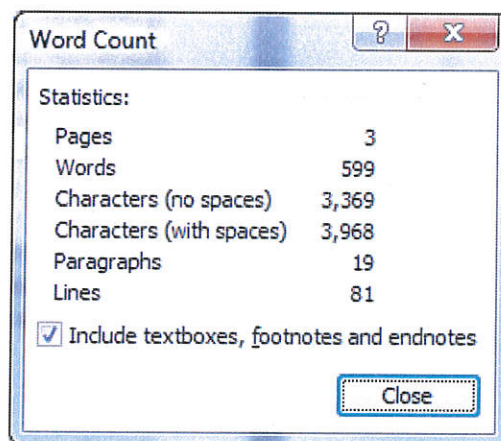 Word Count
?
X
Statistics:
Pages 3
Words 599
Characters (no spaces) 3,369
Characters (with spaces) 3,968
Paragraphs 19
Lines 81
Include textboxes, footnotes and endnotes
Close